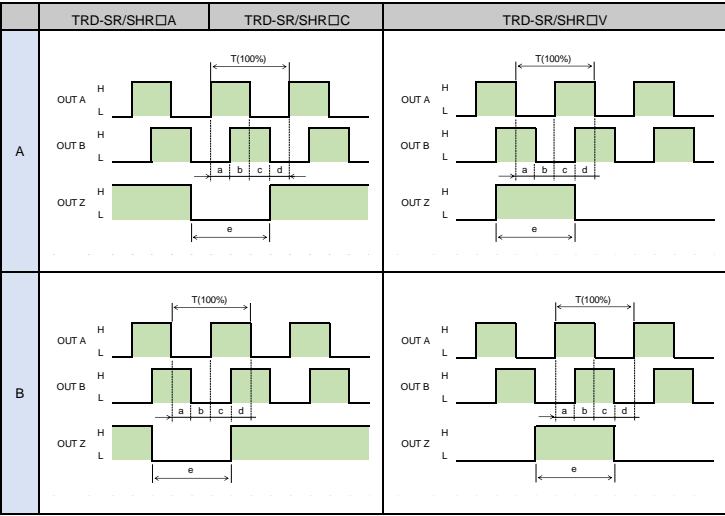 TRD-SR/SHR□A
TRD-SR/SHR□C
TRD-SR/SHR□V
A
T(100%)
OUT A
H
L
OUT B
H
L
a b c d
OUT Z
H
L
e
T(100%)
OUT A
H
L
OUT B
H
L
a b c d
OUT Z
H
L
e
B
T(100%)
OUT A
H
L
OUT B
H
L
a b c d
OUT Z
H
L
e
T(100%)
OUT A
H
L
OUT B
H
L
a b c d
OUT Z
H
L
e